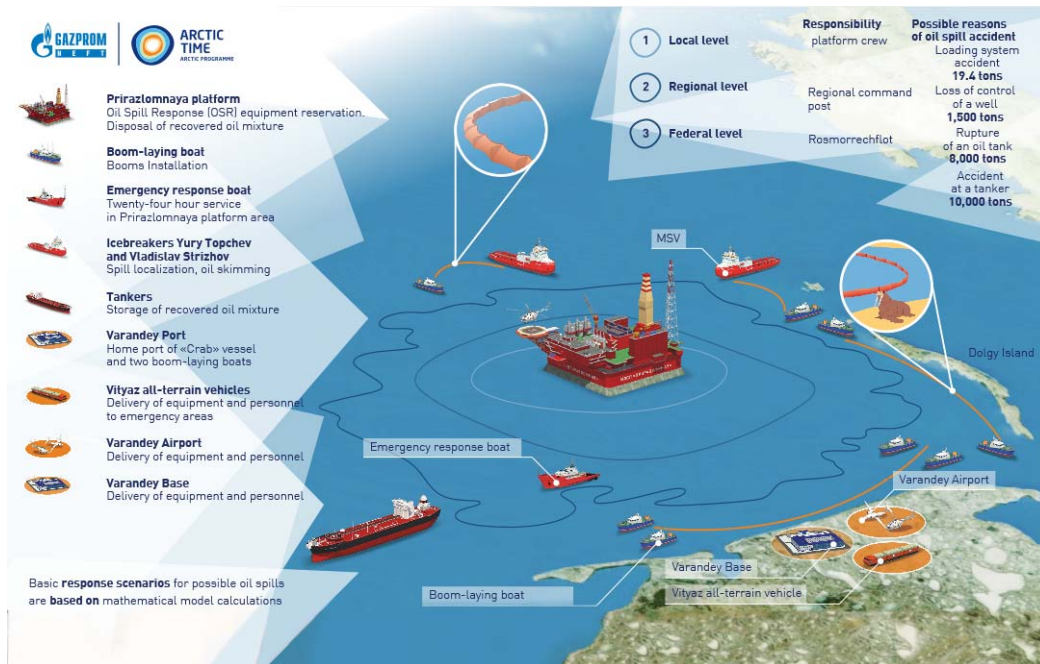 GAZPROM
NEFT
ARCTIC
TIME
ARCTIC PROGRAMME
Prirazlomnaya platform
Oil Spill Response (OSR) equipment reservation.
Disposal of recovered oil mixture
Boom-laying boat
Booms Installation
Emergency response boat
Twenty-four hour service
in Prirazlomnaya platform area
Icebreakers Yury Topchev
and Vladislav Strizhov
Spill localization, oil skimming
Tankers
Storage of recovered oil mixture
Varandey Port
Home port of «Crab» vessel
and two boom-laying boats
Vityaz all-terrain vehicles
Delivery of equipment and personnel
to emergency areas
Varandey Airport
Delivery of equipment and personnel
Varandey Base
Delivery of equipment and personnel
Basic response scenarios for possible oil spills
are based on mathematical model calculations
Responsibility
Possible reasons
of oil spill accident
1 Local level
platform crew
Loading system
accident
19.4 tons
2 Regional level
Regional command
post
Loss of control
of a well
1,500 tons
3 Federal level
Rosmorrechflot
Rupture
of an oil tank
8,000 tons
Accident
at a tanker
10,000 tons
MSV
Dolgy Island
Emergency response boat
Varandey Airport
Varandey Base
Vityaz all-terrain vehicle
Boom-laying boat